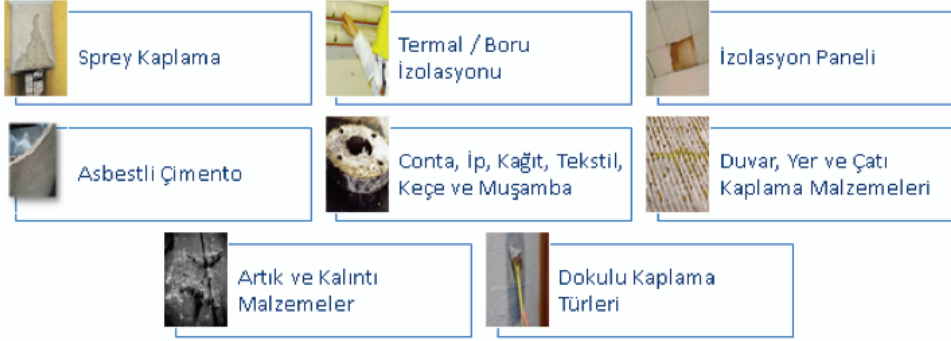 Sprey Kaplama
Termal / Boru
İzolasyonu
İzolasyon Paneli
Asbestli Çimento
Conta, İp, Kağıt, Tekstil,
Keçe ve Muşamba
Duvar, Yer ve Çatı
Kaplama Malzemeleri
Artık ve Kalıntı
Malzemeler
Dokulu Kaplama
Türleri